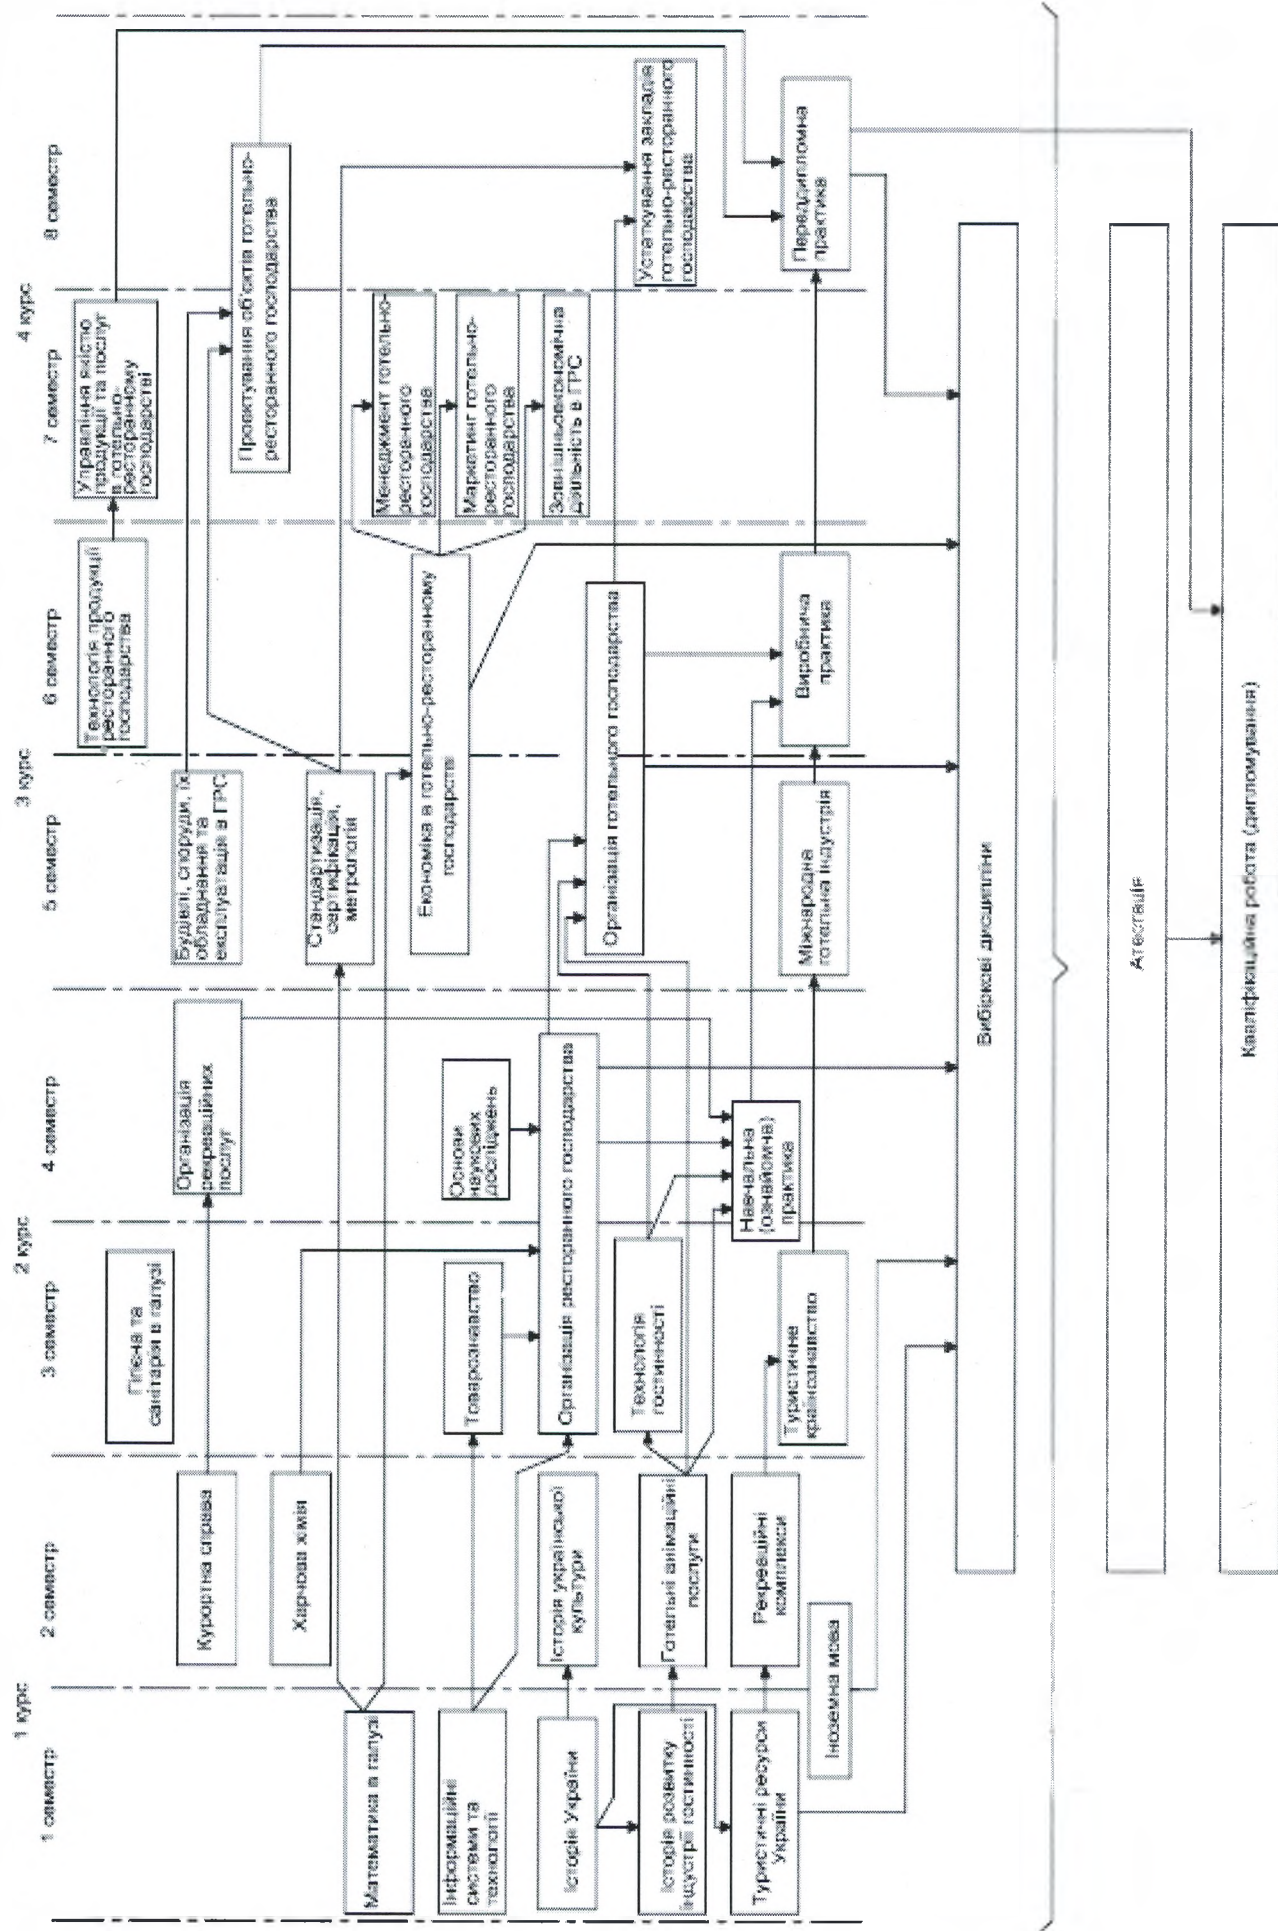 1 курс
2 курс
3 курс
4 курс
1 семестр
2 семестр
3 семестр
4 семестр
5 семестр
6 семестр
7 семестр
8 семестр
Математика в галузі
Інформаційні
системи та
технології
Історія України
Історія розвитку
індустрії гостинності
Туристичні ресурси
України
Іноземна мова
Курортна справа
Харчова хімія
Історія української
культури
Готельні анімаційні
послуги
Рекреаційні
комплекси
Гігієна та
санітарія в галузі
Товарознавство
Організація ресторанного господарства
Технологія
гостинності
Туристичне
країнознавство
Організація
рекреаційних
послуг
Основи
наукових
досліджень
Навчальна
(ознайомча)
практика
Будівлі, споруди, їх
обладнання та
експлуатація в ГРС
Стандартизація,
сертифікація,
метрологія
Економіка в готельно-ресторанному
господарстві
Організація готельного господарства
Міжнародна
готельна індустрія
Технологія продукції
ресторанного
господарства
Виробнича
практика
Управління якістю
продукції та послуг
в готельно-
ресторанному
господарстві
Проектування об'єктів готельно-
ресторанного господарства
Менеджмент готельно-
ресторанного
господарства
Маркетинг готельно-
ресторанного
господарства
Зовнішньоекономічна
діяльність в ГРС
Устаткування закладів
готельно-ресторанного
господарства
Переддипломна
практика
Вибіркові дисципліни
Атестація
Кваліфікаційна робота (дипломування)